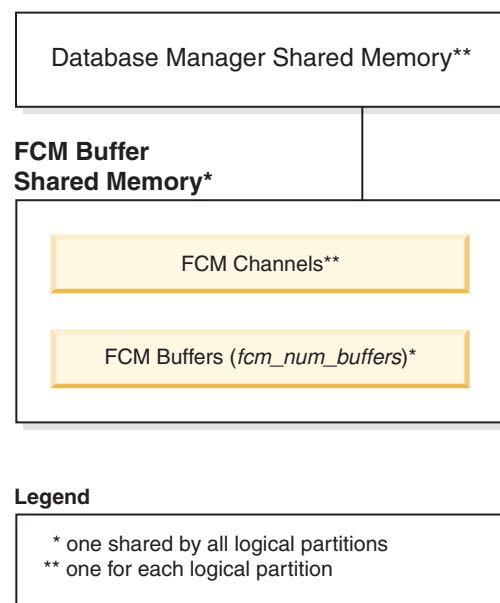 Database Manager Shared Memory**
FCM Buffer
Shared Memory*
FCM Channels**
FCM Buffers (fcm_num_buffers)*
Legend
* one shared by all logical partitions
** one for each logical partition